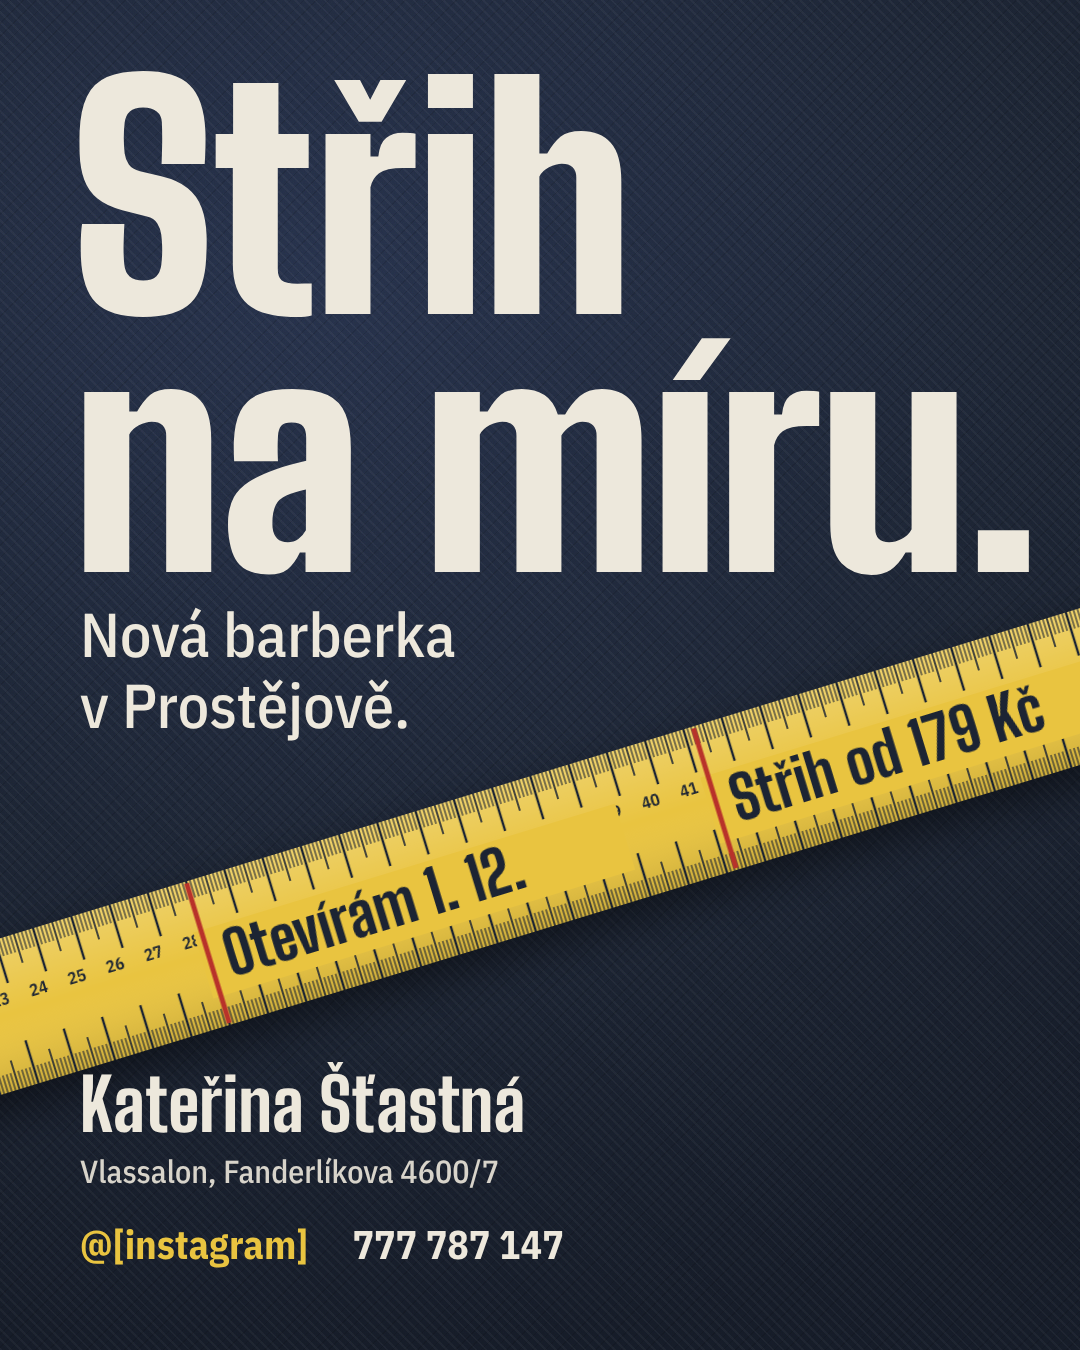 Střih
na míru.
Nová barberka
v Prostějově.
24 25 26 27
Otevírám 1. 12.
40 41
Střih od 179 Kč
Kateřina Šťastná
Vlassalon, Fanderlíkova 4600/7
@[instagram] 777 787 147